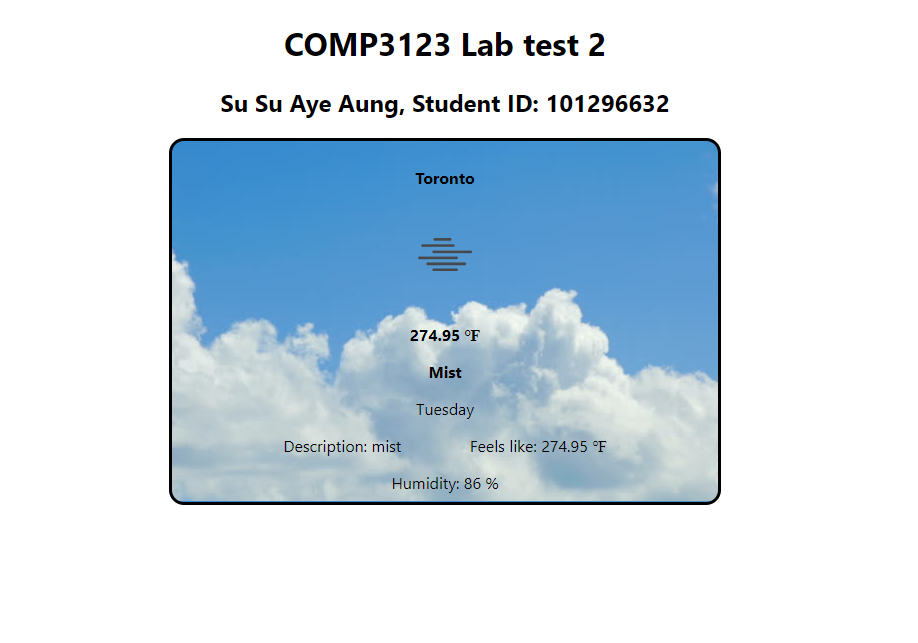 COMP3123 Lab test 2
Su Su Aye Aung, Student ID: 101296632
Toronto
274.95 °F
Mist
Tuesday
Description: mist Feels like: 274.95 °F
Humidity: 86 %